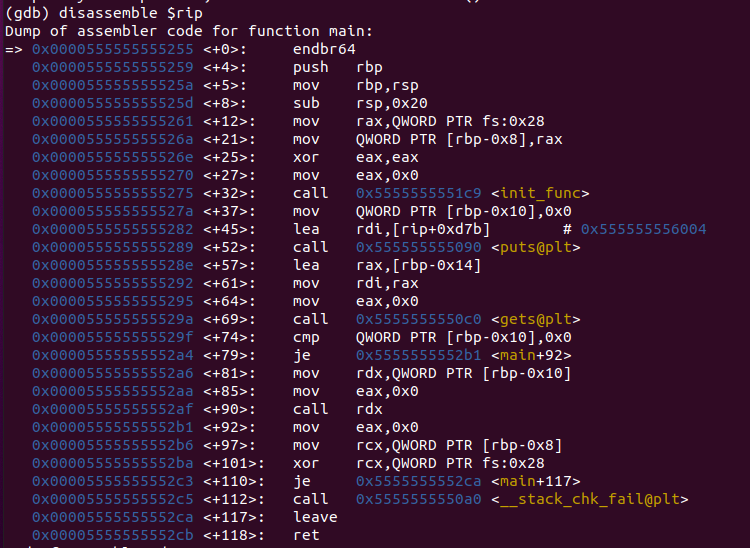 (gdb) disassemble $rip
Dump of assembler code for function main:
=> 0x0000555555555255 <+0>: endbr64
0x0000555555555259 <+4>: push rbp
0x000055555555525a <+5>: mov rbp,rsp
0x000055555555525d <+8>: sub rsp,0x20
0x0000555555555261 <+12>: mov rax,QWORD PTR fs:0x28
0x000055555555526a <+21>: mov QWORD PTR [rbp-0x8],rax
0x000055555555526e <+25>: xor eax,eax
0x0000555555555270 <+27>: mov eax,0x0
0x0000555555555275 <+32>: call 0x5555555551c9 <init_func>
0x000055555555527a <+37>: mov QWORD PTR [rbp-0x10],0x0
0x0000555555555282 <+45>: lea rdi,[rip+0xd7b] # 0x555555556004
0x0000555555555289 <+52>: call 0x555555555090 <puts@plt>
0x000055555555528e <+57>: lea rax,[rbp-0x14]
0x0000555555555292 <+61>: mov rdi,rax
0x0000555555555295 <+64>: mov eax,0x0
0x000055555555529a <+69>: call 0x5555555550c0 <gets@plt>
0x000055555555529f <+74>: cmp QWORD PTR [rbp-0x10],0x0
0x00005555555552a4 <+79>: je 0x5555555552b1 <main+92>
0x00005555555552a6 <+81>: mov rdx,QWORD PTR [rbp-0x10]
0x00005555555552aa <+85>: mov eax,0x0
0x00005555555552af <+90>: call rdx
0x00005555555552b1 <+92>: mov eax,0x0
0x00005555555552b6 <+97>: mov rcx,QWORD PTR [rbp-0x8]
0x00005555555552ba <+101>: xor rcx,QWORD PTR fs:0x28
0x00005555555552c3 <+110>: je 0x5555555552ca <main+117>
0x00005555555552c5 <+112>: call 0x5555555550a0 <__stack_chk_fail@plt>
0x00005555555552ca <+117>: leave
0x00005555555552cb <+118>: ret